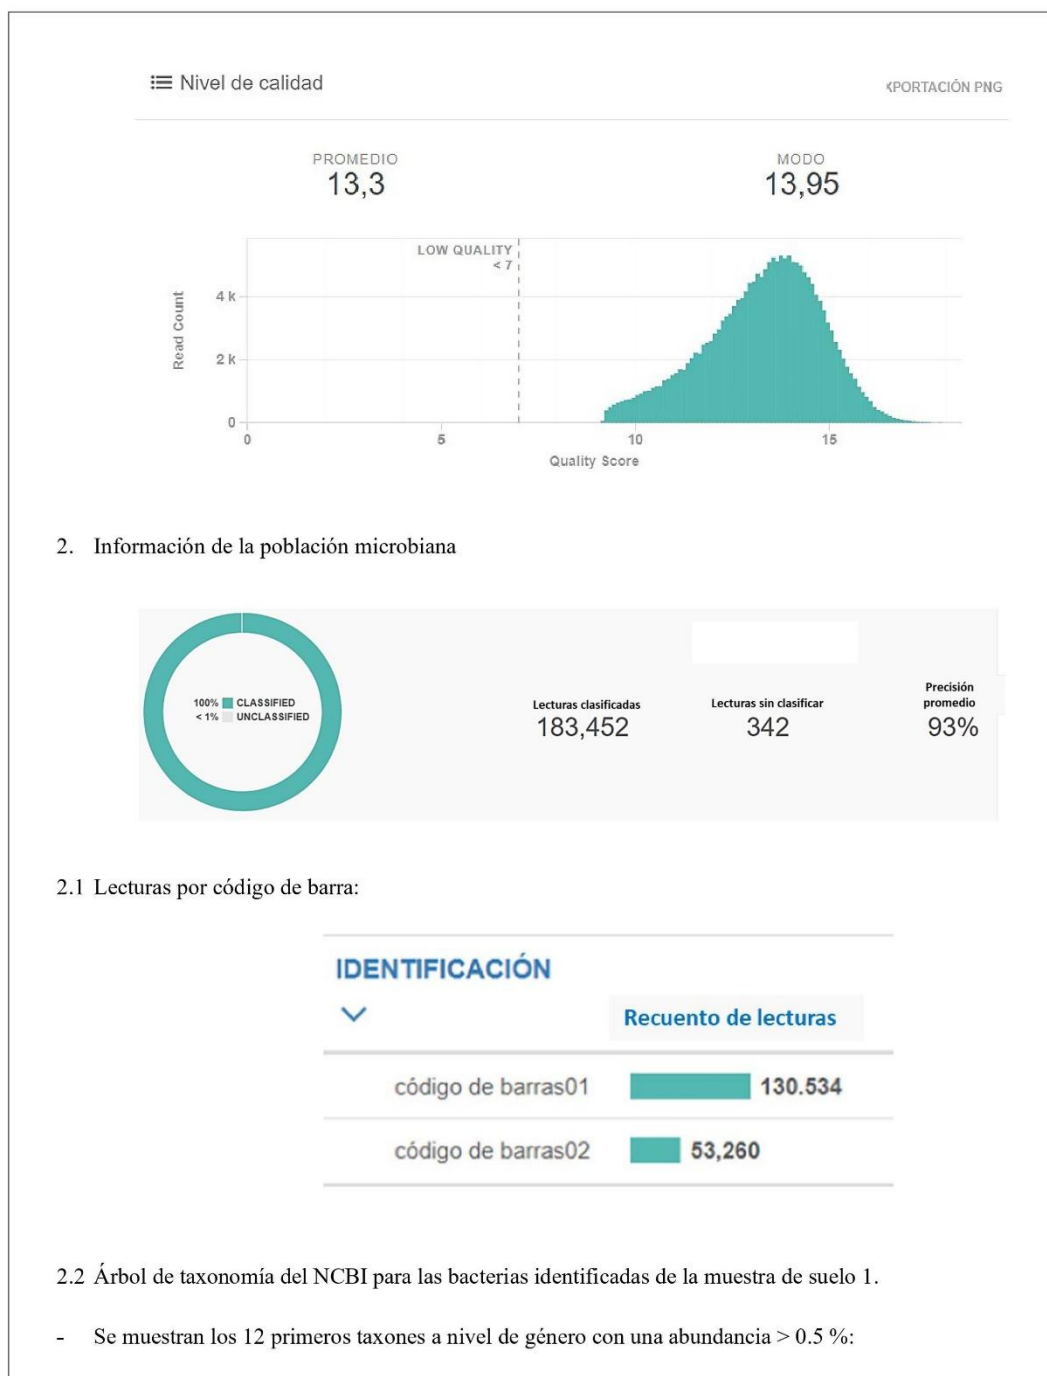 Nivel de calidad
XPORTACIÓN PNG
PROMEDIO
13,3
MODO
13,95
LOW QUALITY
< 7
Read Count
4 k
2 k
0
0 5 10 15
Quality Score
2. Información de la población microbiana
100% CLASSIFIED
< 1% UNCLASSIFIED
Lecturas clasificadas
183,452
Lecturas sin clasificar
342
Precisión
promedio
93%
2.1 Lecturas por código de barra:
IDENTIFICACIÓN
Recuento de lecturas
código de barras01 130.534
código de barras02 53,260
2.2 Árbol de taxonomía del NCBI para las bacterias identificadas de la muestra de suelo 1.
- Se muestran los 12 primeros taxones a nivel de género con una abundancia > 0.5 %: